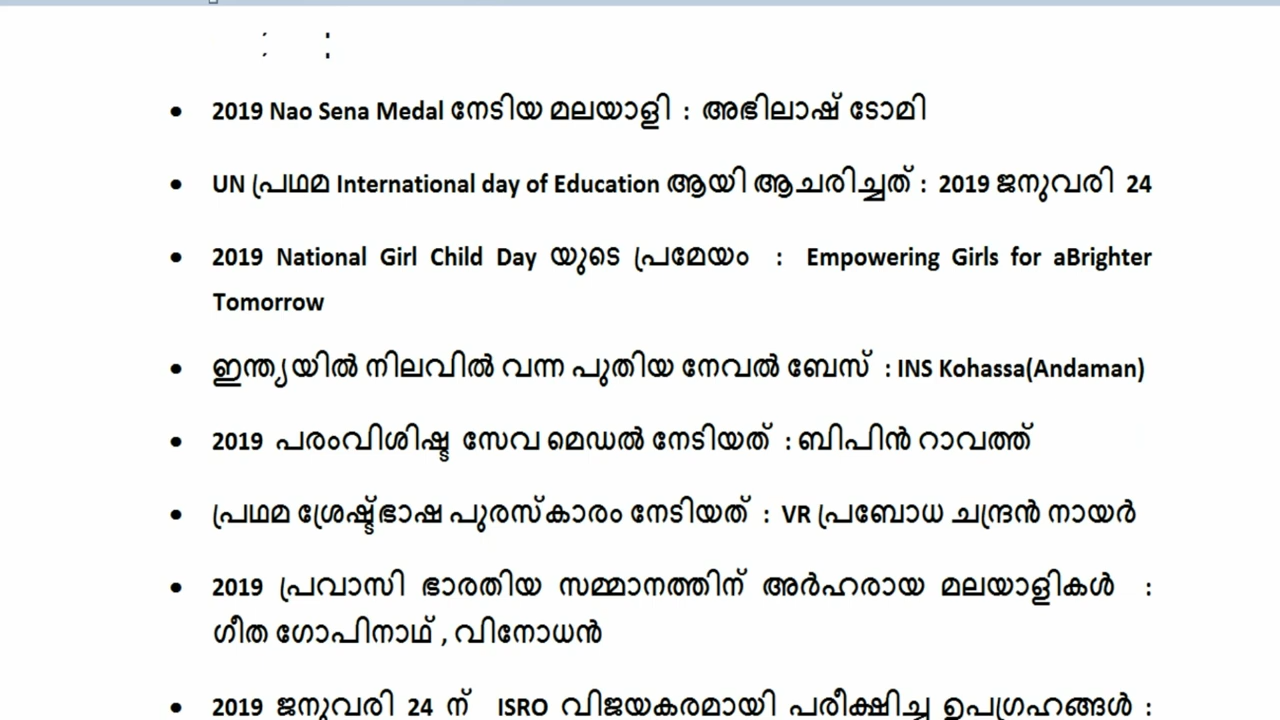 2019 Nao Sena Medal നേടിയ മലയാളി : അഭിലാഷ് ടോമി
UN പ്രഥമ International day of Education ആയി ആചരിച്ചത് : 2019 ജനുവരി 24
2019 National Girl Child Day യുടെ പ്രമേയം : Empowering Girls for aBrighter
Tomorrow
ഇന്ത്യയിൽ നിലവിൽ വന്ന പുതിയ നേവൽ ബേസ് : INS Kohassa(Andaman)
2019 പരംവിശിഷ്ട സേവ മെഡൽ നേടിയത് : ബിപിൻ റാവത്ത്
പ്രഥമ ശ്രേഷ്ട്ഭാഷ പുരസ്കാരം നേടിയത് : VR പ്രബോധ ചന്ദ്രൻ നായർ
2019 പ്രവാസി ഭാരതിയ സമ്മാനത്തിന് അർഹരായ മലയാളികൾ :
ഗീത ഗോപിനാഥ് , വിനോധൻ
2019 ജനുവരി 24 ന് ISRO വിജയകരമായി പരീക്ഷിച്ച ഉപഗ്രഹങ്ങൾ :